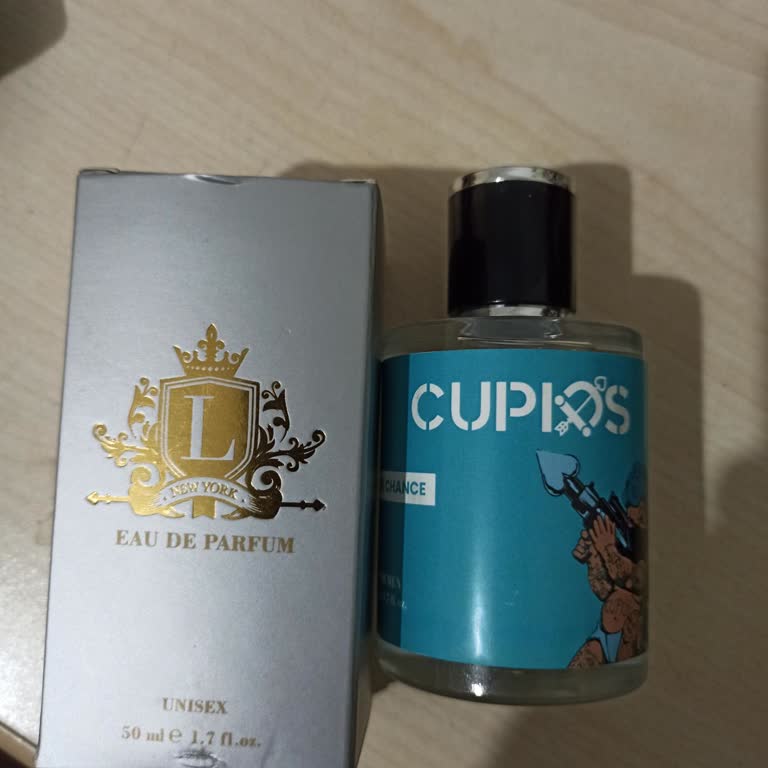 L
NEW YORK
EAU DE PARFUM
UNISEX
50 ml e 1.7 fl.oz.
CUPIDS
CHANCE